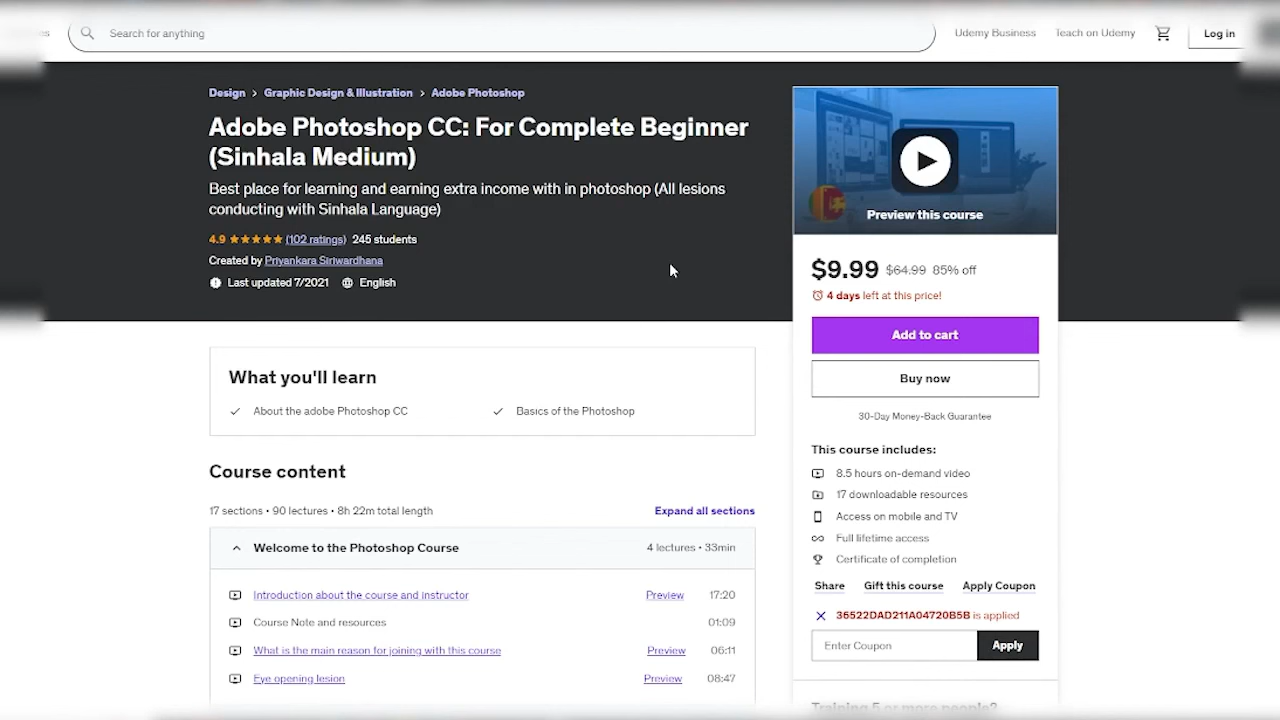 Search for anything
Udemy Business
Teach on Udemy
Log in
Design > Graphic Design & Illustration > Adobe Photoshop
Adobe Photoshop CC: For Complete Beginner
(Sinhala Medium)
Best place for learning and earning extra income with in photoshop (All lesions
conducting with Sinhala Language)
4.9 (102 ratings) 245 students
Created by Priyankara Siriwardhana
Last updated 7/2021 English
Preview this course
$9.99 $64.99 85% off
4 days left at this price!
Add to cart
Buy now
30-Day Money-Back Guarantee
This course includes:
8.5 hours on-demand video
17 downloadable resources
Access on mobile and TV
Full lifetime access
Certificate of completion
Share Gift this course Apply Coupon
36522DAD211A04720B5B is applied
Enter Coupon Apply
Training 5 or more people?
What you'll learn
About the adobe Photoshop CC
Basics of the Photoshop
Course content
17 sections • 90 lectures • 8h 22m total length Expand all sections
Welcome to the Photoshop Course 4 lectures • 33min
Introduction about the course and instructor Preview 17:20
Course Note and resources 01:09
What is the main reason for joining with this course Preview 06:11
Eye opening lesion Preview 08:47